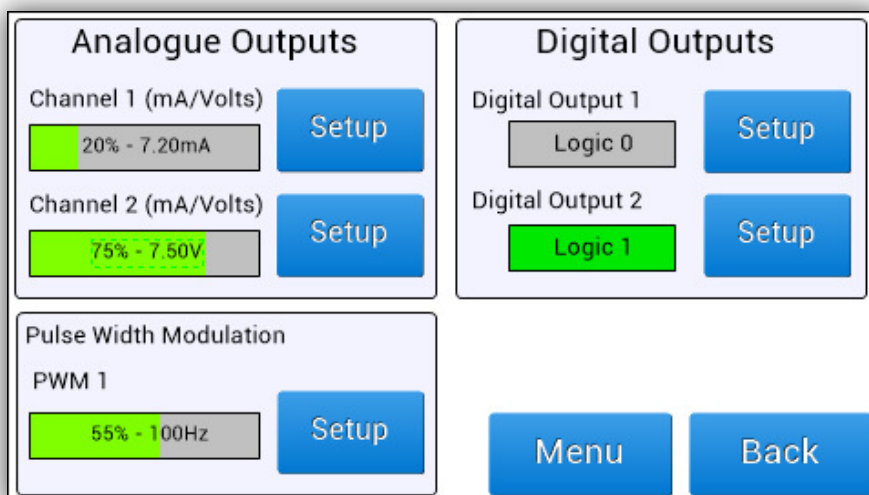 Analogue Outputs
Channel 1 (mA/Volts)
20% - 7.20mA
Setup
Channel 2 (mA/Volts)
75% - 7.50V
Setup
Digital Outputs
Digital Output 1
Logic 0
Setup
Digital Output 2
Logic 1
Setup
Pulse Width Modulation
PWM 1
55% - 100Hz
Setup
Menu
Back